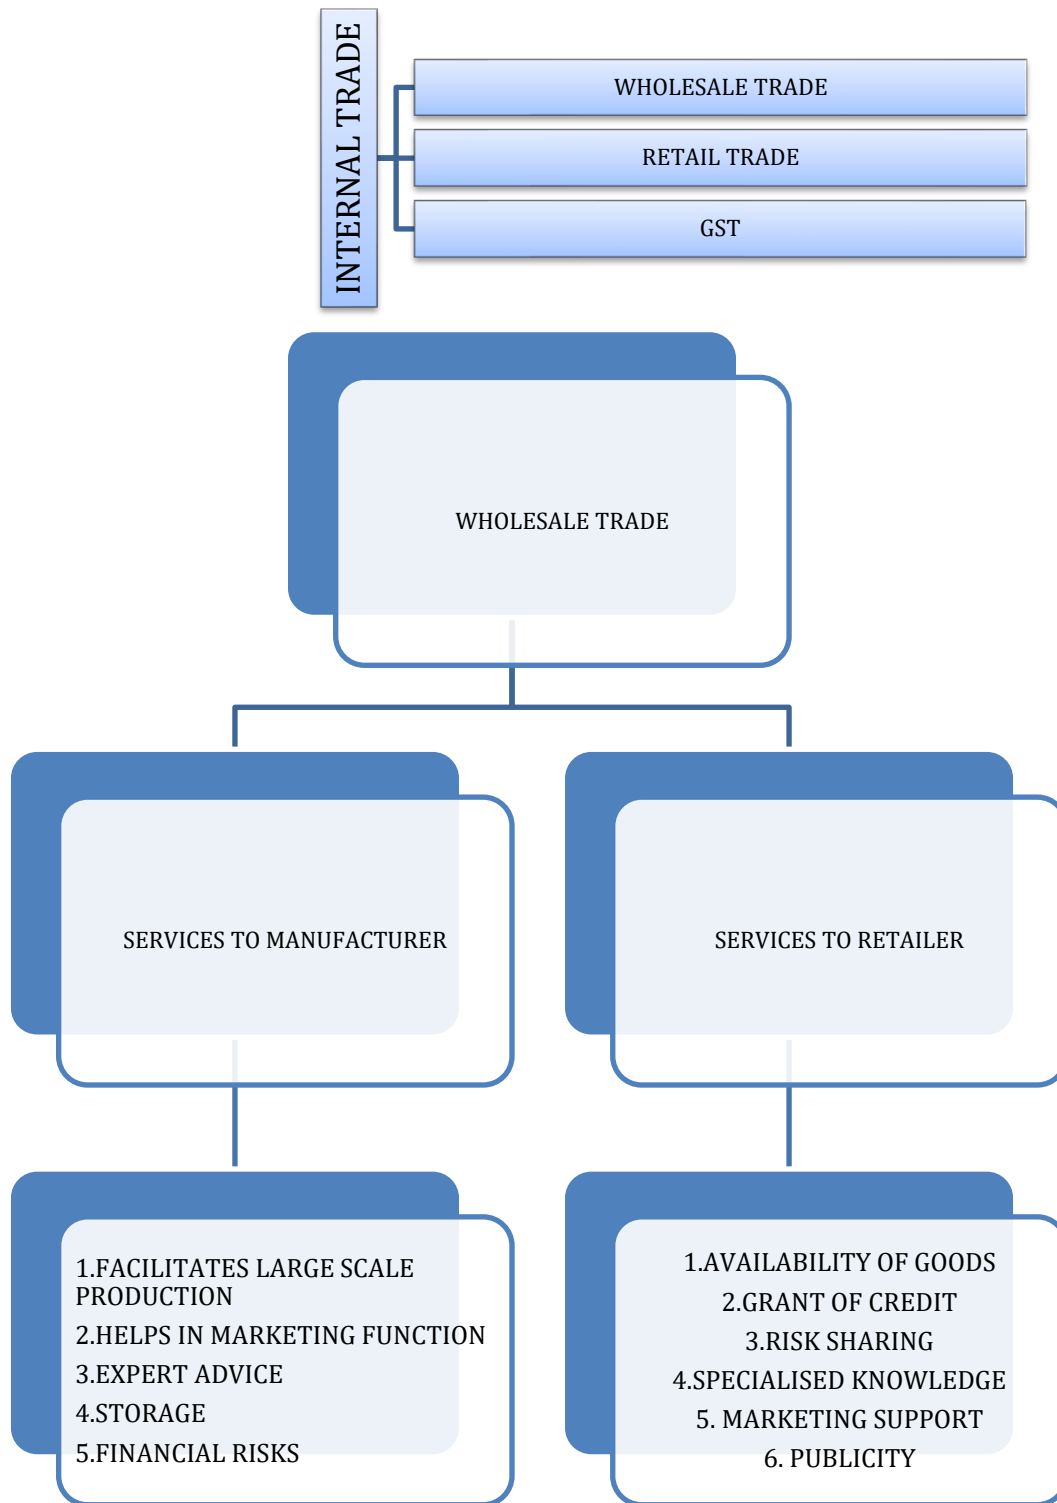 INTERNAL TRADE
WHOLESALE TRADE
RETAIL TRADE
GST
WHOLESALE TRADE
SERVICES TO MANUFACTURER
SERVICES TO RETAILER
1.FACILITATES LARGE SCALE
PRODUCTION
2.HELPS IN MARKETING FUNCTION
3.EXPERT ADVICE
4.STORAGE
5.FINANCIAL RISKS
1.AVAILABILITY OF GOODS
2.GRANT OF CREDIT
3.RISK SHARING
4.SPECIALISED KNOWLEDGE
5. MARKETING SUPPORT
6. PUBLICITY